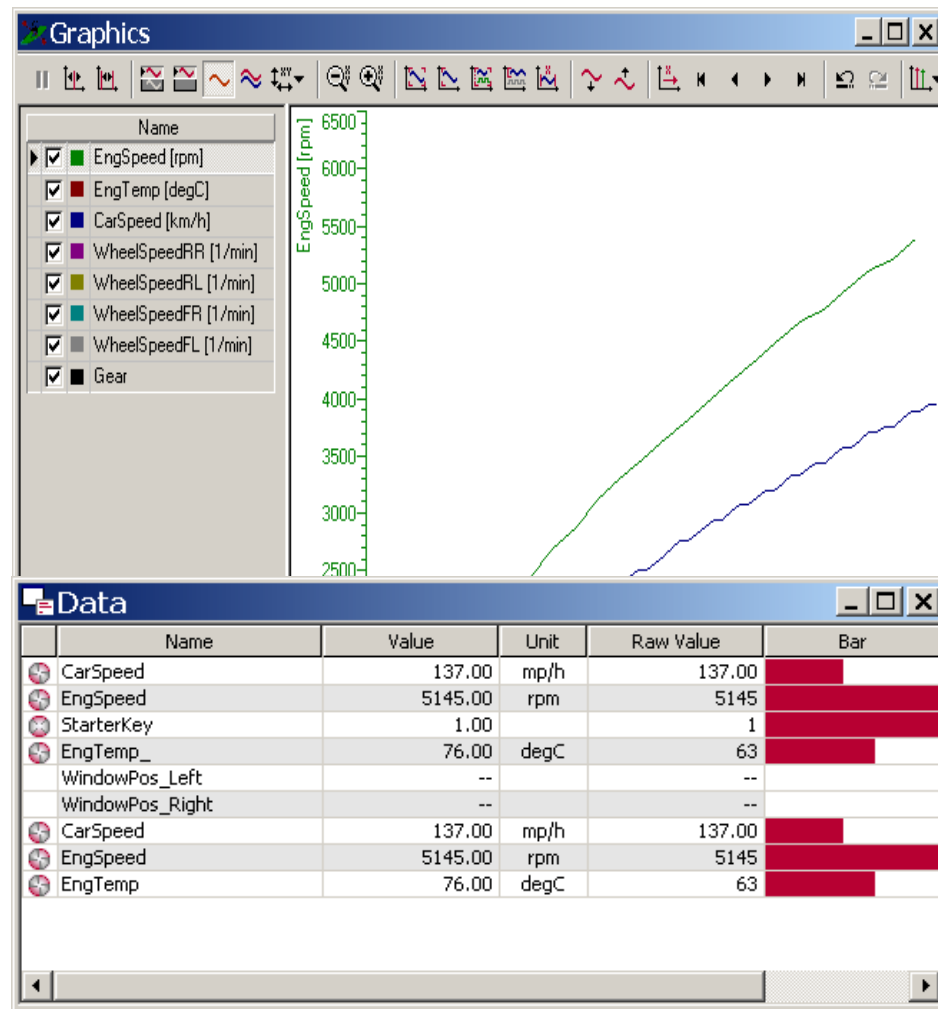 Graphics
Name
EngSpeed [rpm]
EngTemp [degC]
CarSpeed [km/h]
WheelSpeedRR [1/min]
WheelSpeedRL [1/min]
WheelSpeedFR [1/min]
WheelSpeedFL [1/min]
Gear
EngSpeed [rpm]
6500
6000
5500
5000
4500
4000
3500
3000
2500
Data
Name Value Unit Raw Value Bar
CarSpeed 137.00 mp/h 137.00
EngSpeed 5145.00 rpm 5145
StarterKey 1.00 1
EngTemp_ 76.00 degC 63
WindowPos_Left -- --
WindowPos_Right -- --
CarSpeed 137.00 mp/h 137.00
EngSpeed 5145.00 rpm 5145
EngTemp 76.00 degC 63